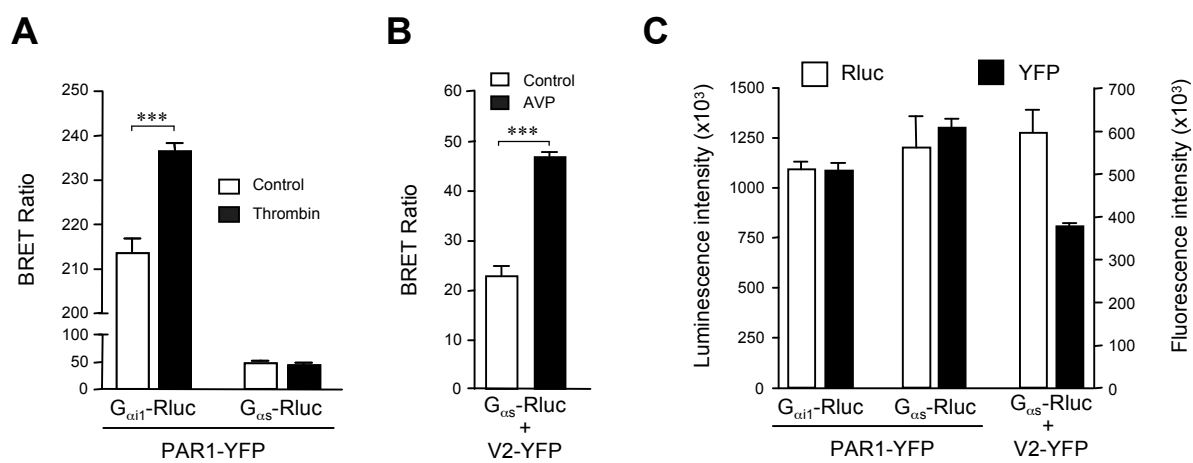 A
BRET Ratio
250
240
230
220
210
200
100
50
0
***
Control
Thrombin
Gαi1-Rluc
Gαs-Rluc
PAR1-YFP
B
BRET Ratio
60
50
40
30
20
10
0
Control
AVP
***
Gαs-Rluc
+
V2-YFP
C
Rluc
YFP
Luminescence intensity (x10³)
1500
1250
1000
750
500
250
0
Fluorescence intensity (x10³)
700
600
500
400
300
200
100
0
Gαi1-Rluc
Gαs-Rluc
PAR1-YFP
Gαs-Rluc
+
V2-YFP